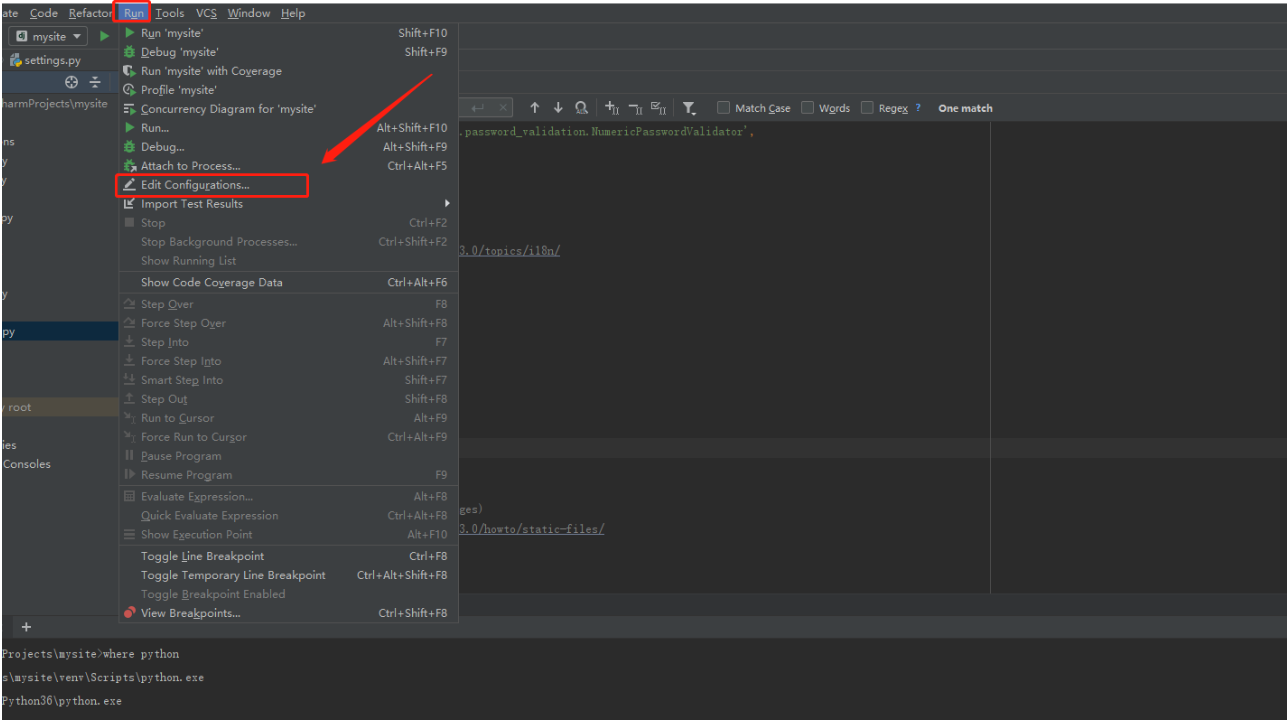 ate Code Refactor Run Tools VCS Window Help
mysite
settings.py
harmProjects\mysite
ns
y
y
py
y
py
y root
ies
Consoles
Run 'mysite' Shift+F10
Debug 'mysite' Shift+F9
Run 'mysite' with Coverage
Profile 'mysite'
Concurrency Diagram for 'mysite'
Run... Alt+Shift+F10
Debug... Alt+Shift+F9
Attach to Process... Ctrl+Alt+F5
Edit Configurations...
Import Test Results
Stop Ctrl+F2
Stop Background Processes... Ctrl+Shift+F2
Show Running List
Show Code Coverage Data Ctrl+Alt+F6
Step Over F8
Force Step Over Alt+Shift+F8
Step Into F7
Force Step Into Alt+Shift+F7
Smart Step Into Shift+F7
Step Out Shift+F8
Run to Cursor Alt+F9
Force Run to Cursor Ctrl+Alt+F9
Pause Program
Resume Program F9
Evaluate Expression... Alt+F8
Quick Evaluate Expression Ctrl+Alt+F8
Show Execution Point Alt+F10
Toggle Line Breakpoint Ctrl+F8
Toggle Temporary Line Breakpoint Ctrl+Alt+Shift+F8
Toggle Breakpoint Enabled
View Breakpoints... Ctrl+Shift+F8
Match Case Words Regex ? One match
.password_validation.NumericPasswordValidator',
3.0/topics/i18n/
ges)
3.0/howto/static-files/
Projects\mysite>where python
s\mysite\venv\Scripts\python.exe
Python36\python.exe